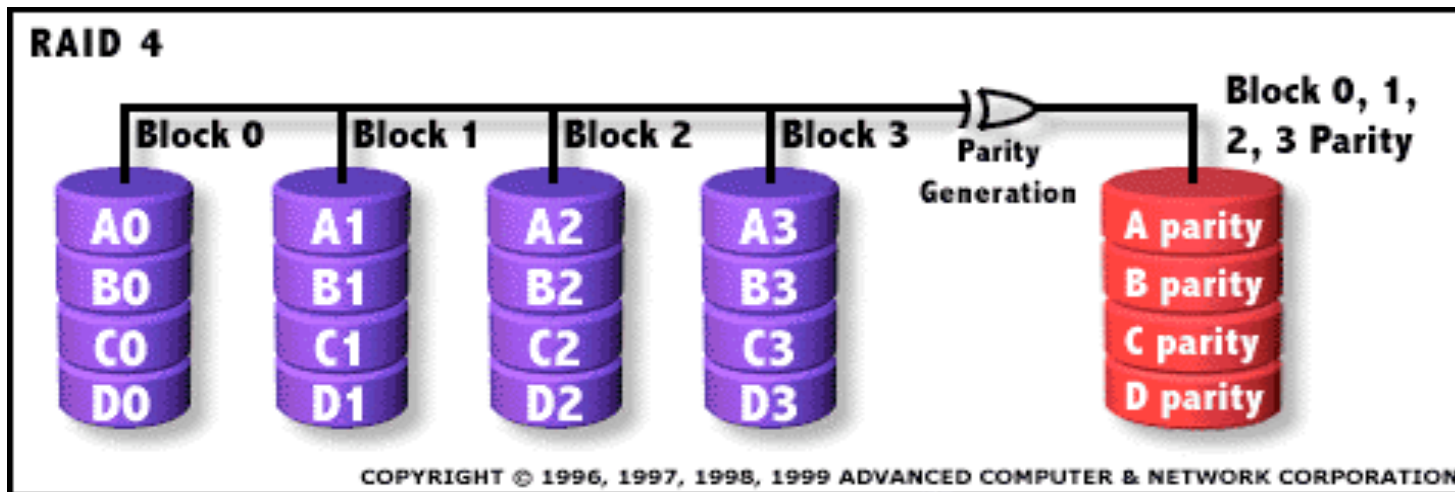 RAID 4
Block 0
Block 1
Block 2
Block 3
Parity
Generation
Block 0, 1,
2, 3 Parity
A0
B0
C0
D0
A1
B1
C1
D1
A2
B2
C2
D2
A3
B3
C3
D3
A parity
B parity
C parity
D parity
COPYRIGHT © 1996, 1997, 1998, 1999 ADVANCED COMPUTER & NETWORK CORPORATION